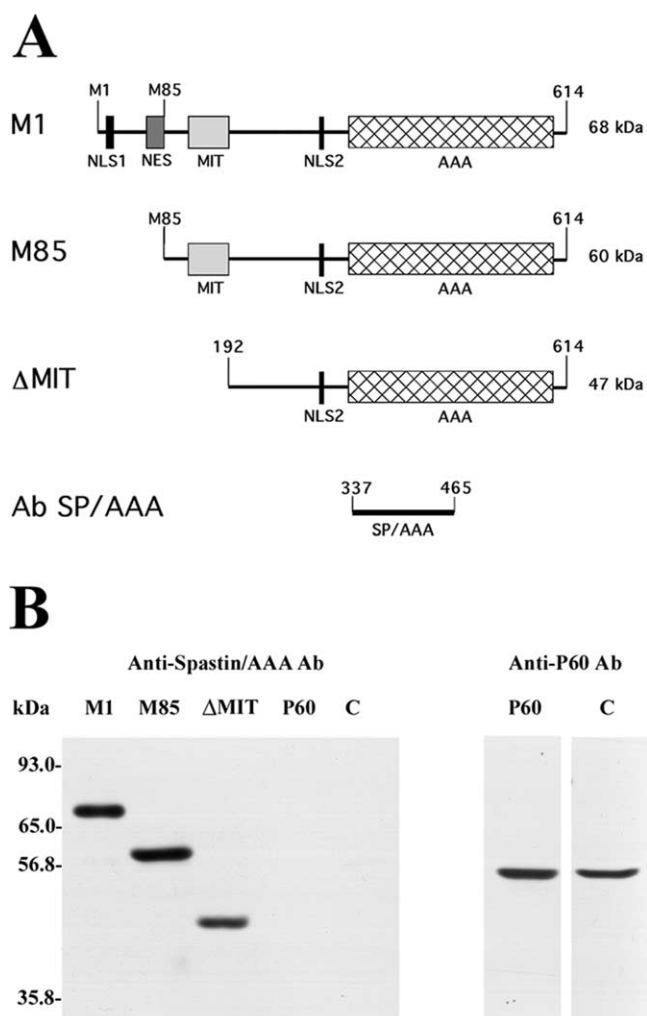 A
M1 M85 614
M1 68 kDa
NLS1 NES MIT NLS2 AAA
M85 614
M85 60 kDa
MIT NLS2 AAA
192 614
ΔMIT 47 kDa
NLS2 AAA
337 465
Ab SP/AAA
SP/AAA
B
Anti-Spastin/AAA Ab Anti-P60 Ab
kDa M1 M85 ΔMIT P60 C P60 C
93.0-
65.0-
56.8-
35.8-